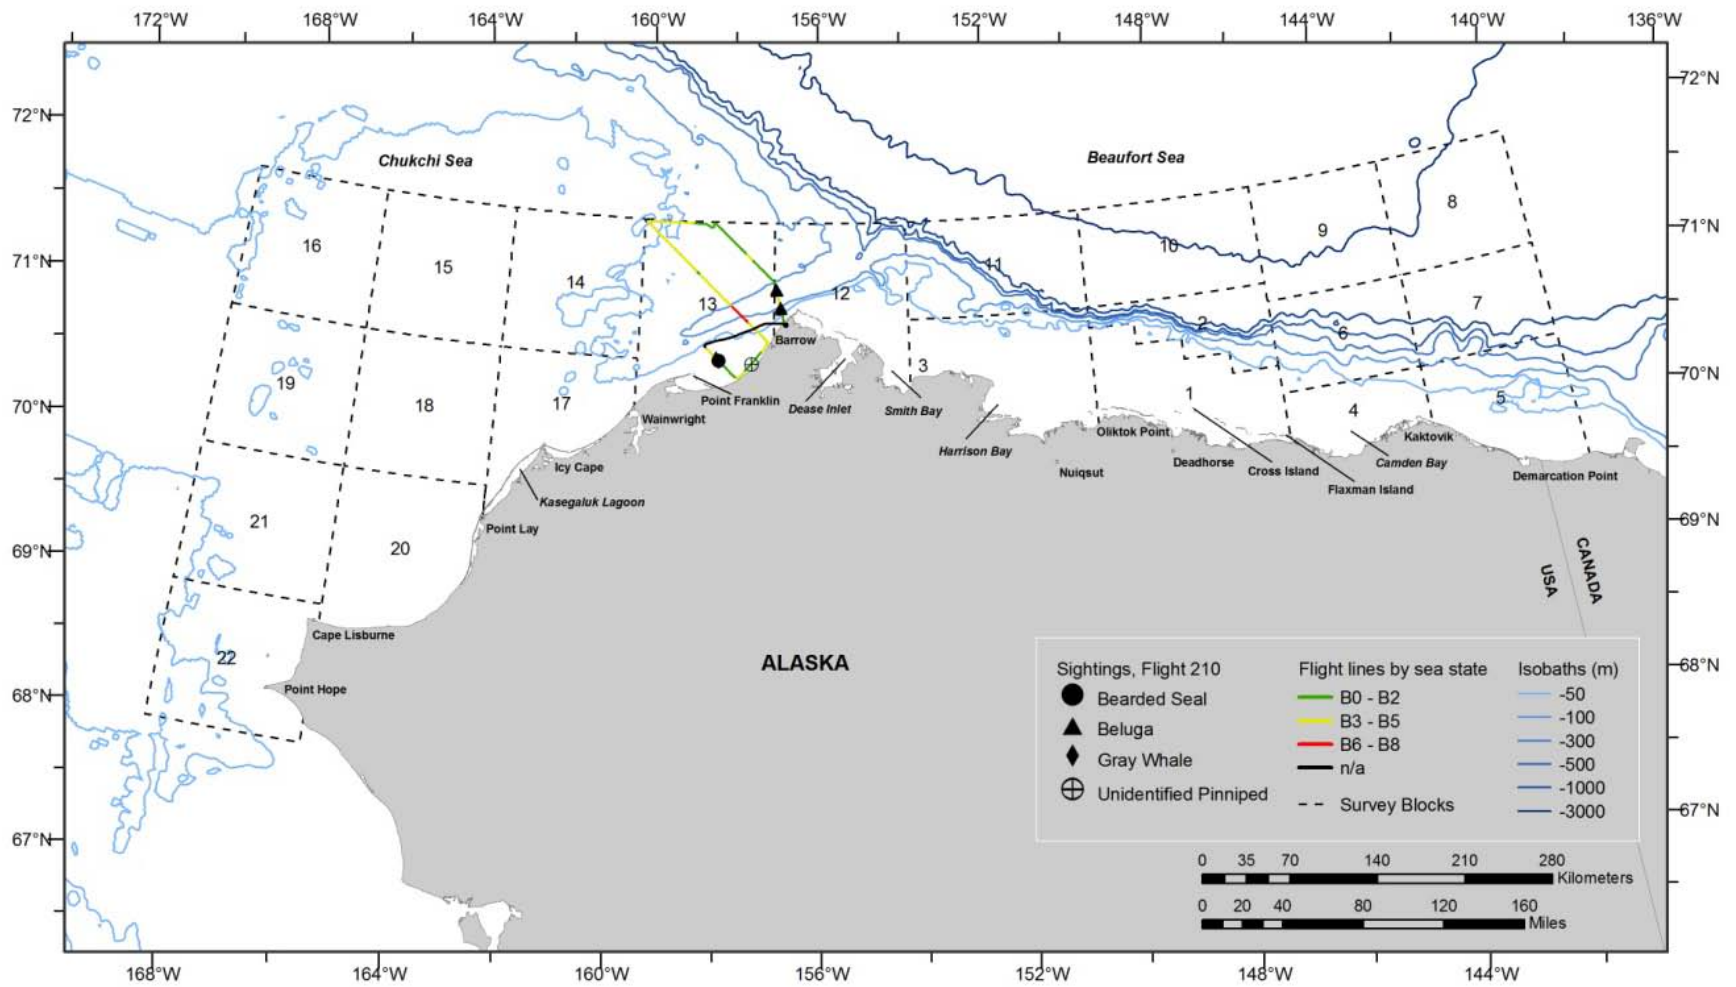 172°W 168°W 164°W 160°W 156°W 152°W 148°W 144°W 140°W 136°W
72°N 72°N
Chukchi Sea
Beaufort Sea
8
9
71°N 16 10 71°N
15 11
14
13 12 7
2 6
Barrow
70°N 19 3 70°N
18 17
Point Franklin
Dease Inlet
Smith Bay
1
4 5
Wainwright
Oliktok Point
Kaktovik
Harrison Bay
Icy Cape
Nuiqsut
Deadhorse
Cross Island
Camden Bay
Demarcation Point
Flaxman Island
Kasegaluk Lagoon
69°N 21 Point Lay 69°N
20
USA
CANADA
Cape Lisburne
22
ALASKA
68°N Point Hope 68°N
Sightings, Flight 210
Bearded Seal
Beluga
Gray Whale
Unidentified Pinniped
Flight lines by sea state
B0 - B2
B3 - B5
B6 - B8
n/a
Survey Blocks
Isobaths (m)
-50
-100
-300
-500
-1000
-3000
67°N 67°N
0 35 70 140 210 280
Kilometers
0 20 40 80 120 160
Miles
168°W 164°W 160°W 156°W 152°W 148°W 144°W